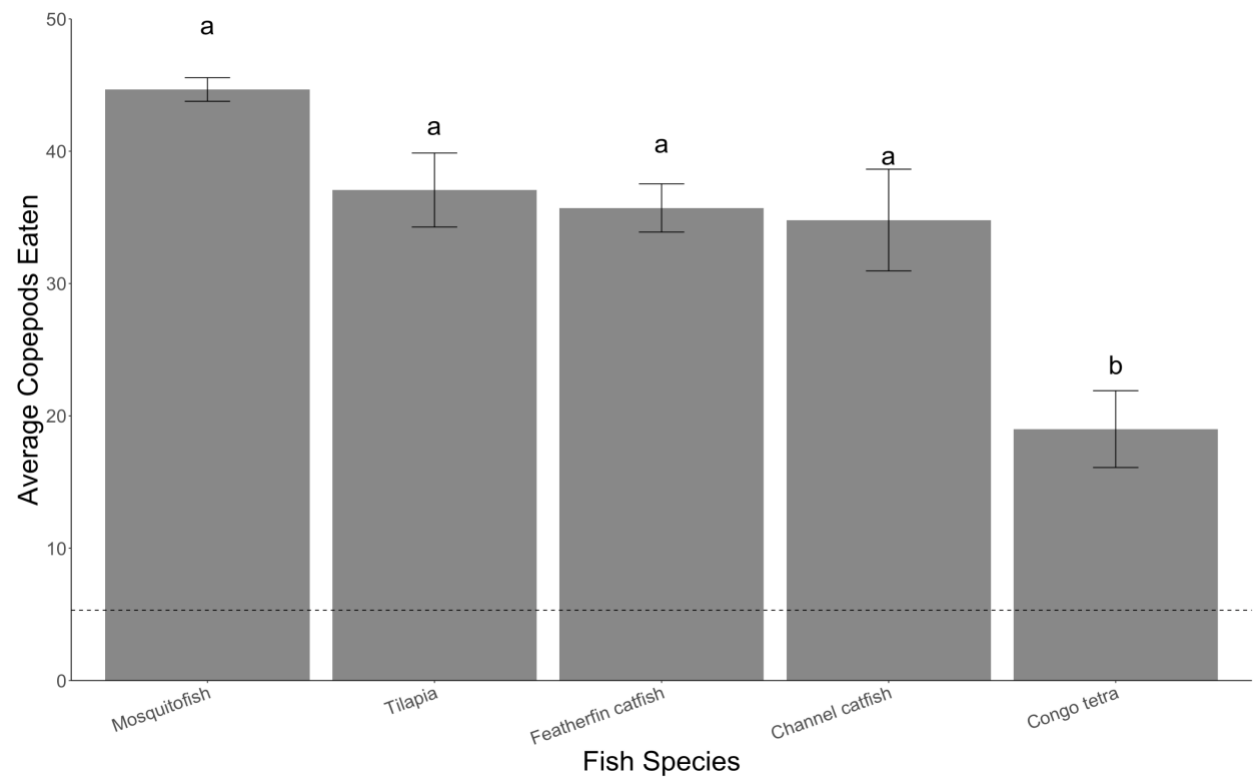 50
a
a
a
a
40
30
b
20
10
0
Average Copepods Eaten
Mosquitofish
Tilapia
Featherfin catfish
Channel catfish
Congo tetra
Fish Species